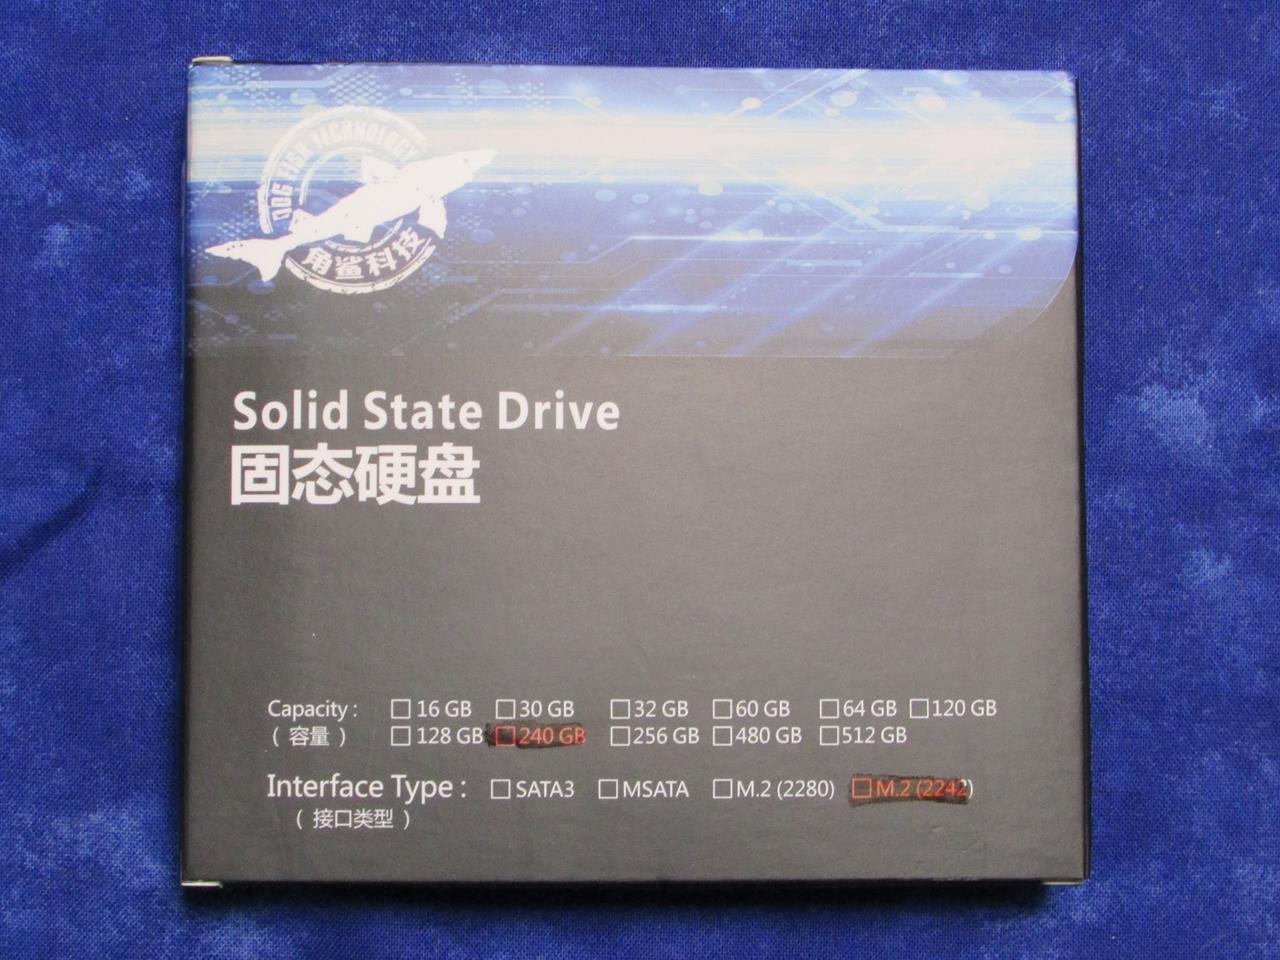 DOG FISH TECHNOLOGY
角鲨科技
Solid State Drive
固态硬盘
Capacity : □ 16 GB □ 30 GB □ 32 GB □ 60 GB □ 64 GB □ 120 GB
( 容量 ) □ 128 GB □ 240 GB □ 256 GB □ 480 GB □ 512 GB
Interface Type : □ SATA3 □ MSATA □ M.2 (2280) □ M.2 (2242)
( 接口类型 )